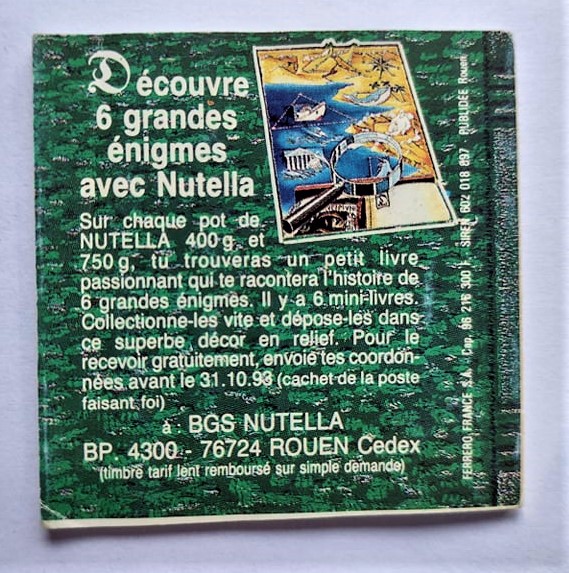 Découvre
6 grandes
énigmes
avec Nutella
Sur chaque pot de
NUTELLA 400 g et
750 g, tu trouveras un petit livre
passionnant qui te racontera l'histoire de
6 grandes énigmes. Il y a 6 mini-livres.
Collectionne-les vite et dépose-les dans
ce superbe décor en relief. Pour le
recevoir gratuitement, envoie tes coordon-
nées avant le 31.10.93 (cachet de la poste
faisant foi)
à BGS NUTELLA
BP. 4300 - 76724 ROUEN Cedex
(timbre tarif lent remboursé sur simple demande)
FERRERO FRANCE S.A. Cap. 96 216 300 F. SIREN 602 018 897 PUBLIDEE Rouen